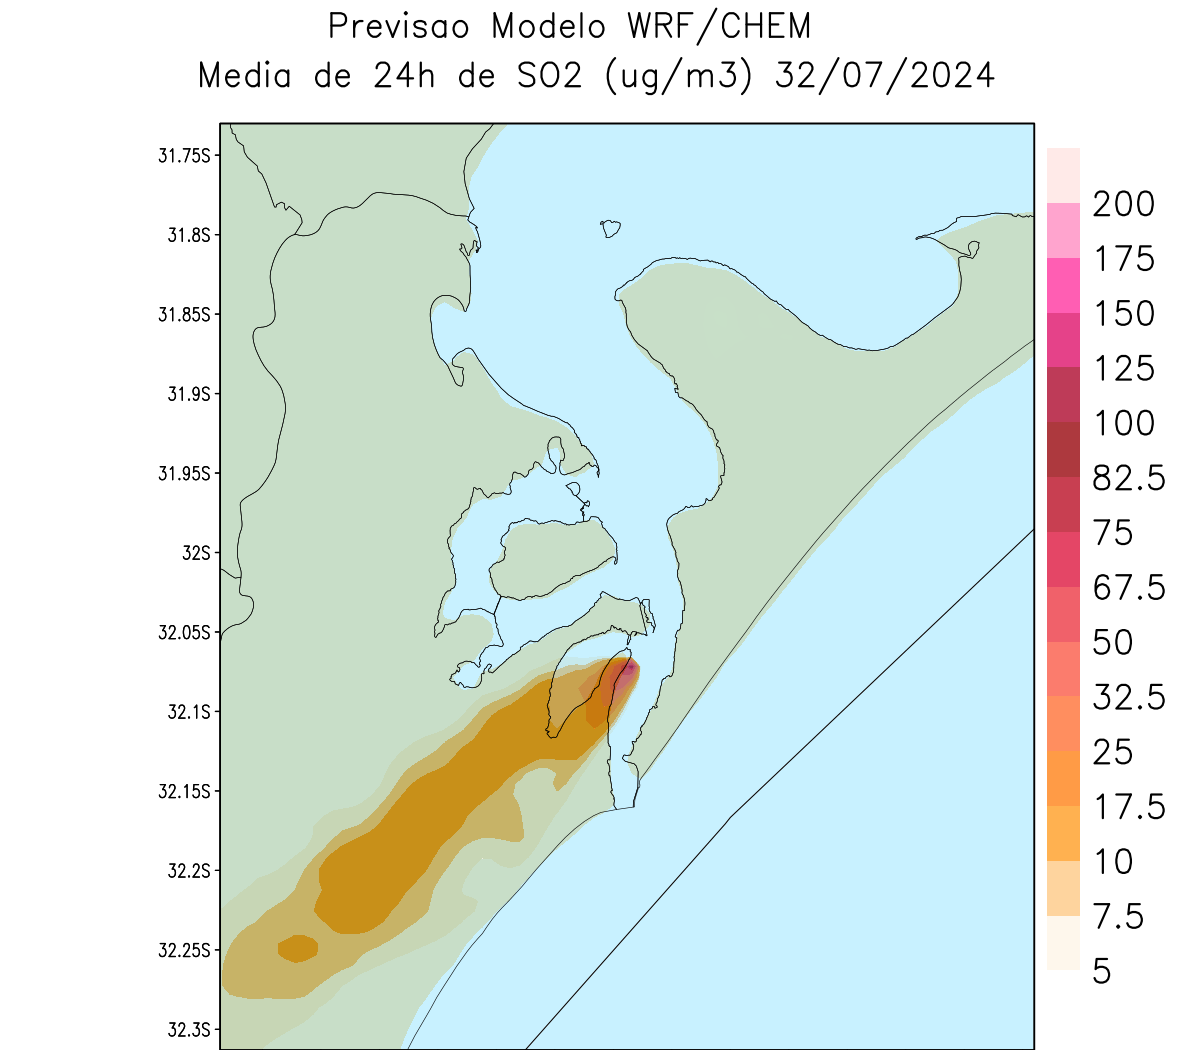 Previsao Modelo WRF/CHEM
Media de 24h de SO2 (ug/m3) 32/07/2024
31.75S
31.8S
31.85S
31.9S
31.95S
32S
32.05S
32.1S
32.15S
32.2S
32.25S
32.3S
200
175
150
125
100
82.5
75
67.5
50
32.5
25
17.5
10
7.5
5